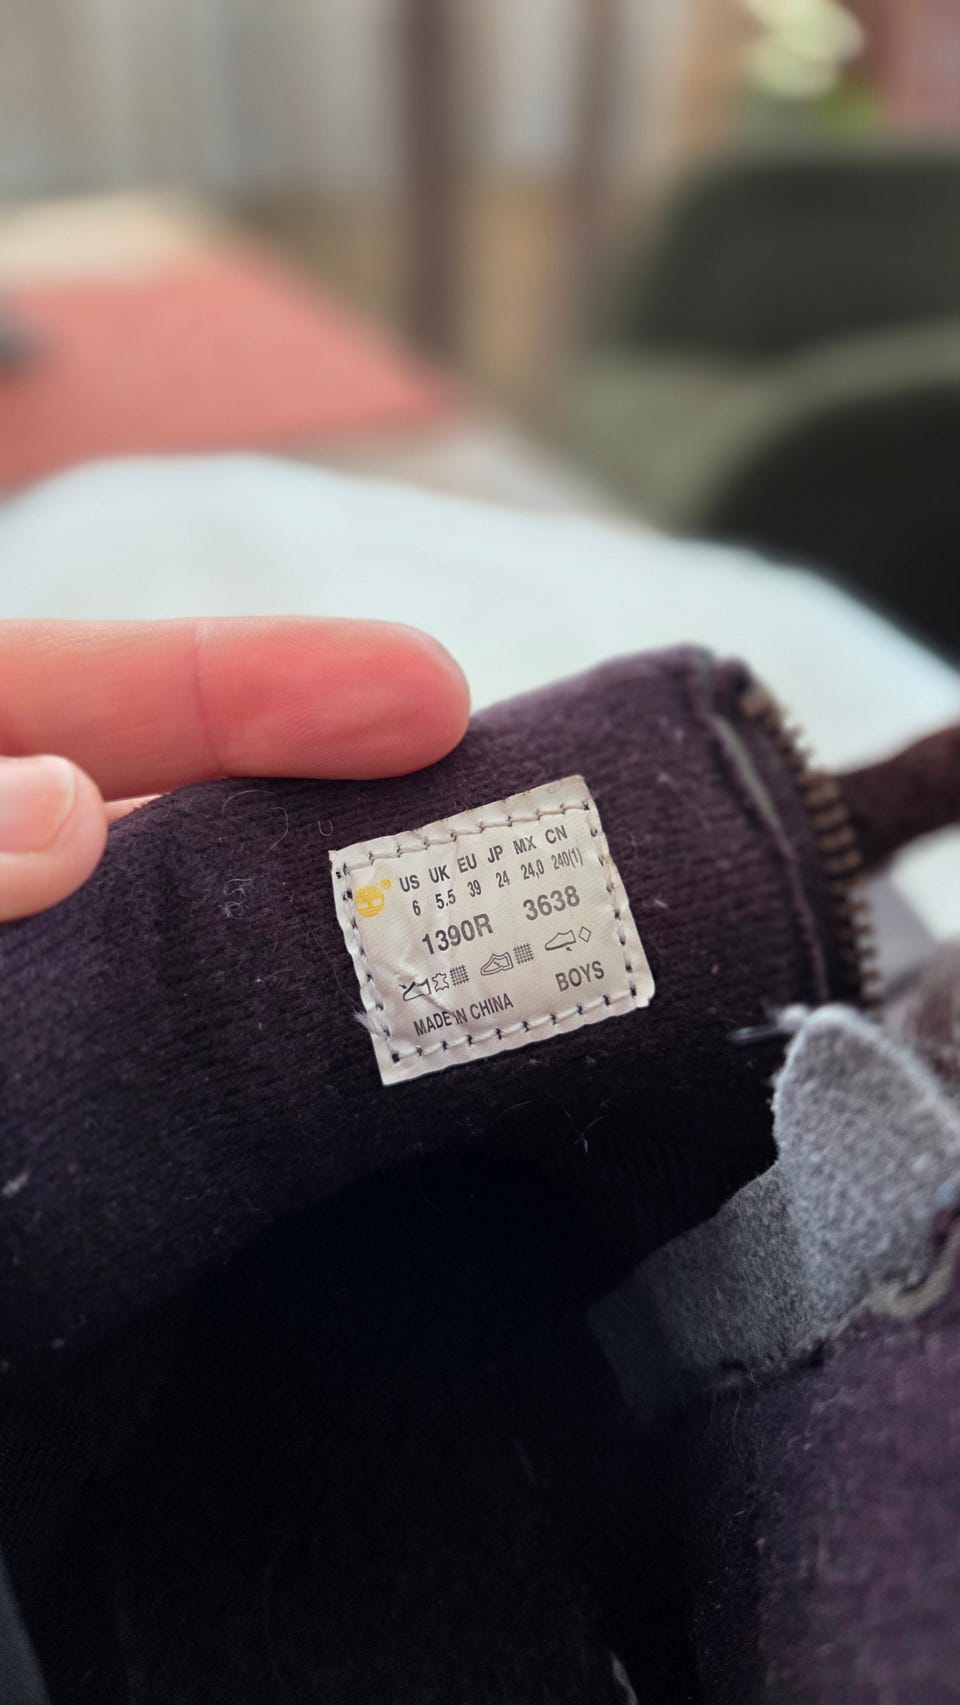 US UK EU JP MX CN
6 5.5 39 24 24,0 240(1)
1390R 3638
BOYS
MADE IN CHINA